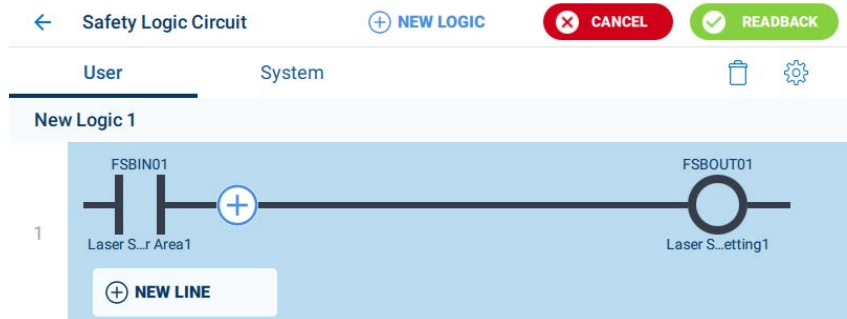 Safety Logic Circuit NEW LOGIC CANCEL READBACK
User System
New Logic 1
FSBIN01 FSBOUT01
1
Laser S...r Area1 Laser S...etting1
NEW LINE